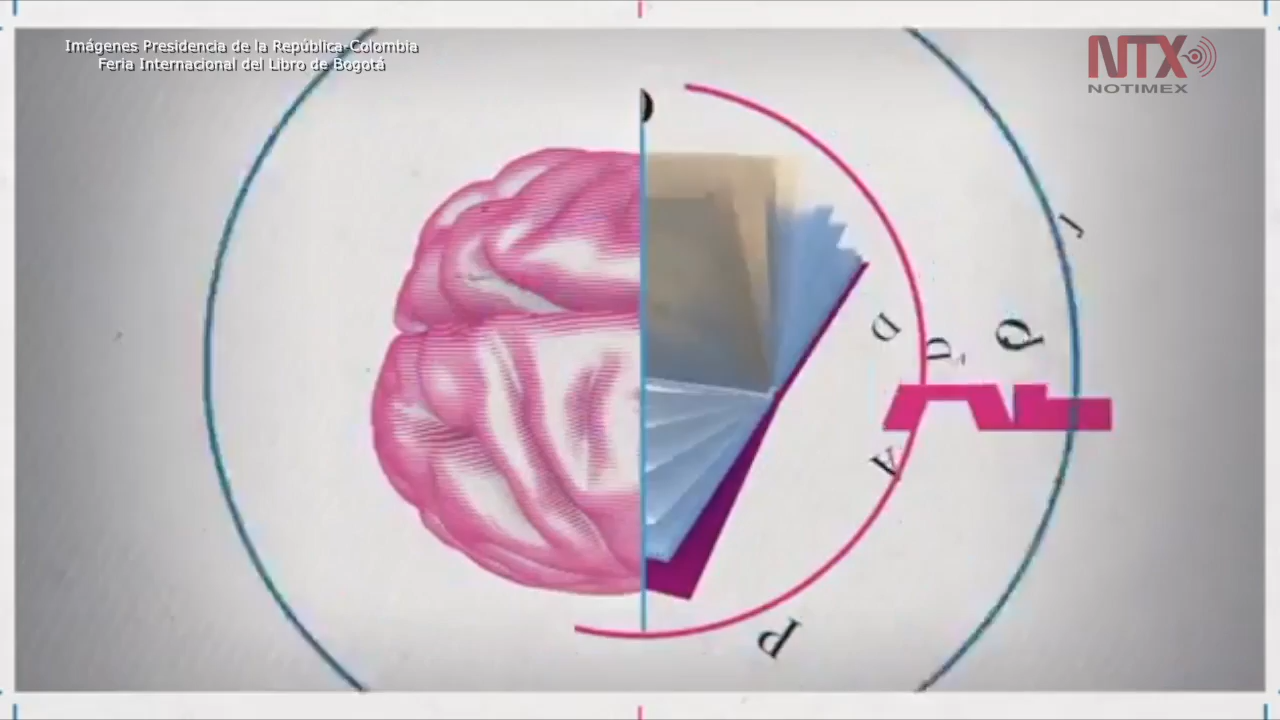 Imágenes Presidencia de la República-Colombia
Feria Internacional del Libro de Bogotá
NTX
NOTIMEX
J
Q
D
U
A
P